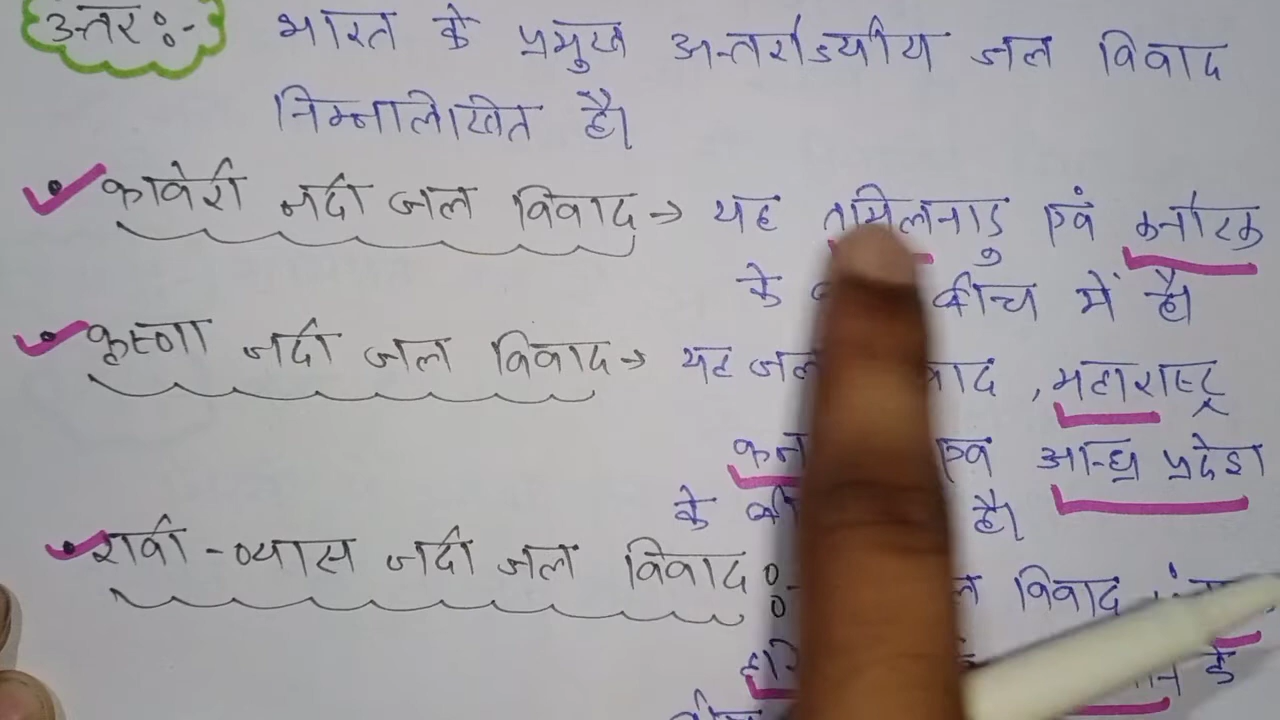 उत्तर :- भारत के प्रमुख अन्तर्राज्यीय जल विवाद
निम्नलिखित है।
कावेरी नदी जल विवाद → यह तमिलनाडु एवं कर्नाटक
के बीच में है।
कृष्णा नदी जल विवाद → यह जल , महाराष्ट्र
एवं आन्ध्र प्रदेश
के है।
रावी - व्यास नदी जल विवाद :- विवाद
के